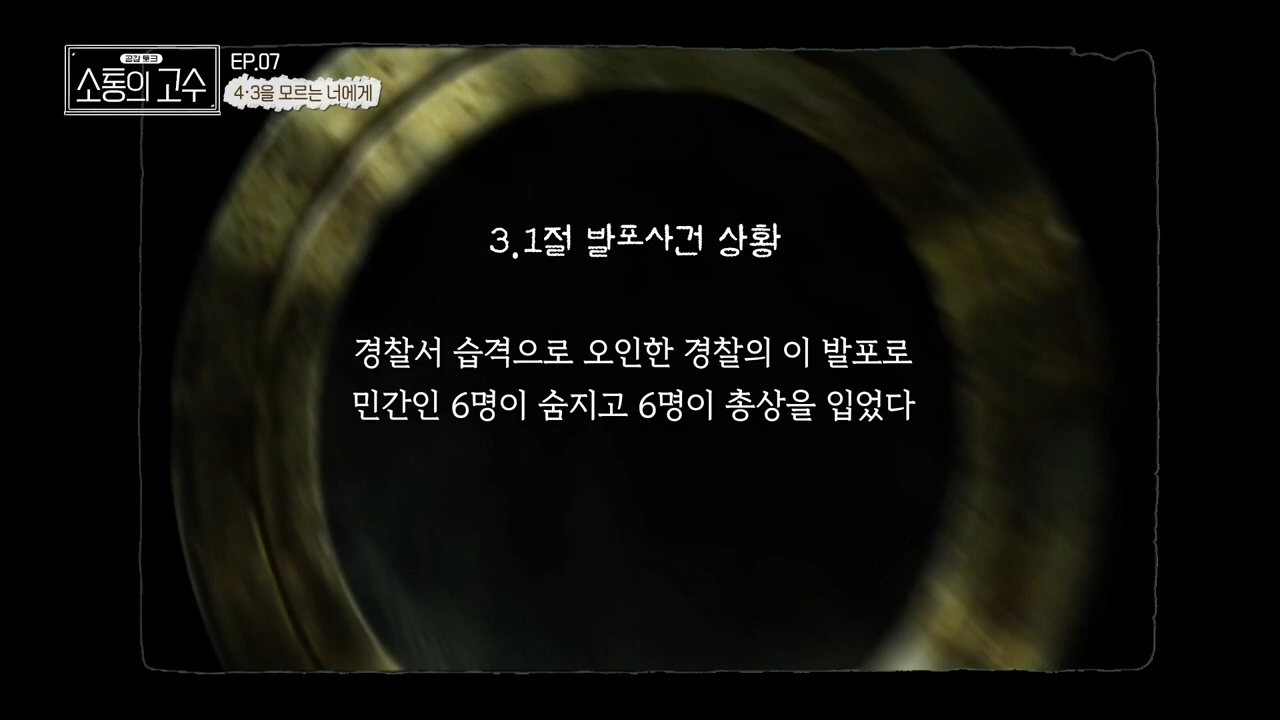 공감 토크
소통의 고수
EP.07
4·3을 모르는 너에게
3.1절 발포사건 상황
경찰서 습격으로 오인한 경찰의 이 발포로
민간인 6명이 숨지고 6명이 총상을 입었다